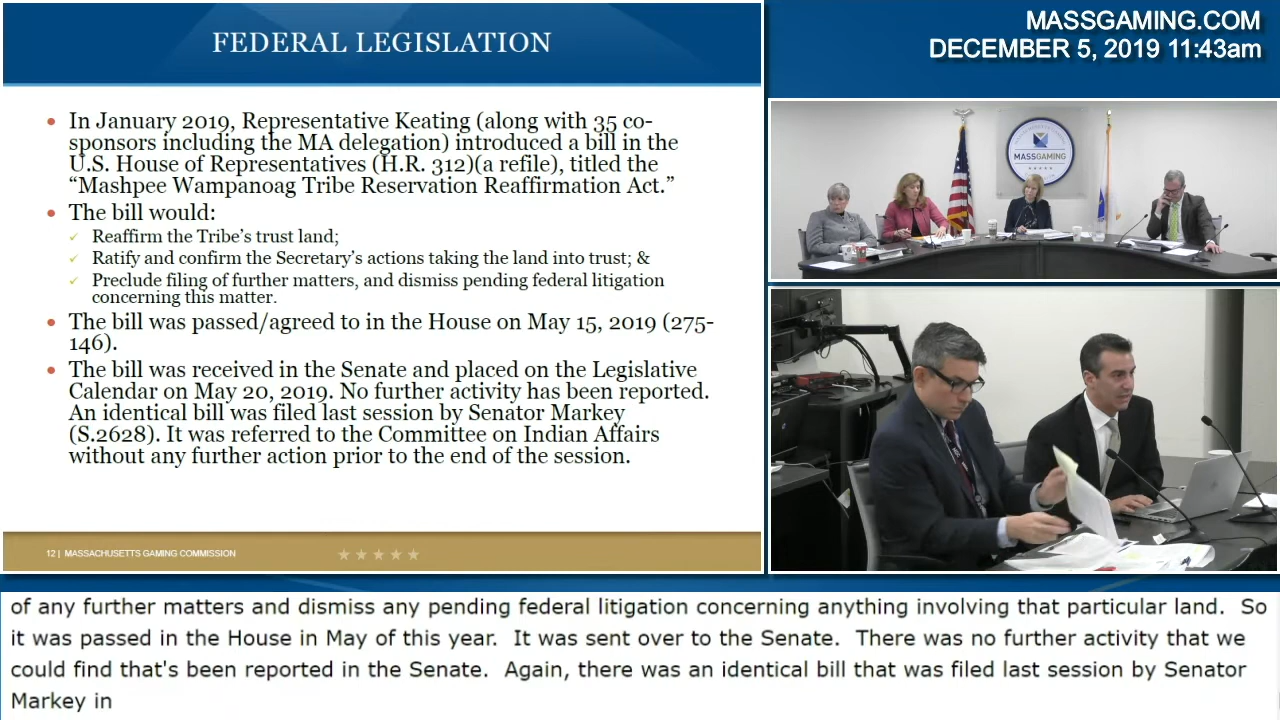 FEDERAL LEGISLATION
• In January 2019, Representative Keating (along with 35 co-
sponsors including the MA delegation) introduced a bill in the
U.S. House of Representatives (H.R. 312)(a refile), titled the
“Mashpee Wampanoag Tribe Reservation Reaffirmation Act.”
• The bill would:
✓ Reaffirm the Tribe’s trust land;
✓ Ratify and confirm the Secretary’s actions taking the land into trust; &
✓ Preclude filing of further matters, and dismiss pending federal litigation
concerning this matter.
• The bill was passed/agreed to in the House on May 15, 2019 (275-
146).
• The bill was received in the Senate and placed on the Legislative
Calendar on May 20, 2019. No further activity has been reported.
An identical bill was filed last session by Senator Markey
(S.2628). It was referred to the Committee on Indian Affairs
without any further action prior to the end of the session.
12 | MASSACHUSETTS GAMING COMMISSION
MASSGAMING.COM
DECEMBER 5, 2019 11:43am
MASSGAMING
of any further matters and dismiss any pending federal litigation concerning anything involving that particular land. So
it was passed in the House in May of this year. It was sent over to the Senate. There was no further activity that we
could find that's been reported in the Senate. Again, there was an identical bill that was filed last session by Senator
Markey in